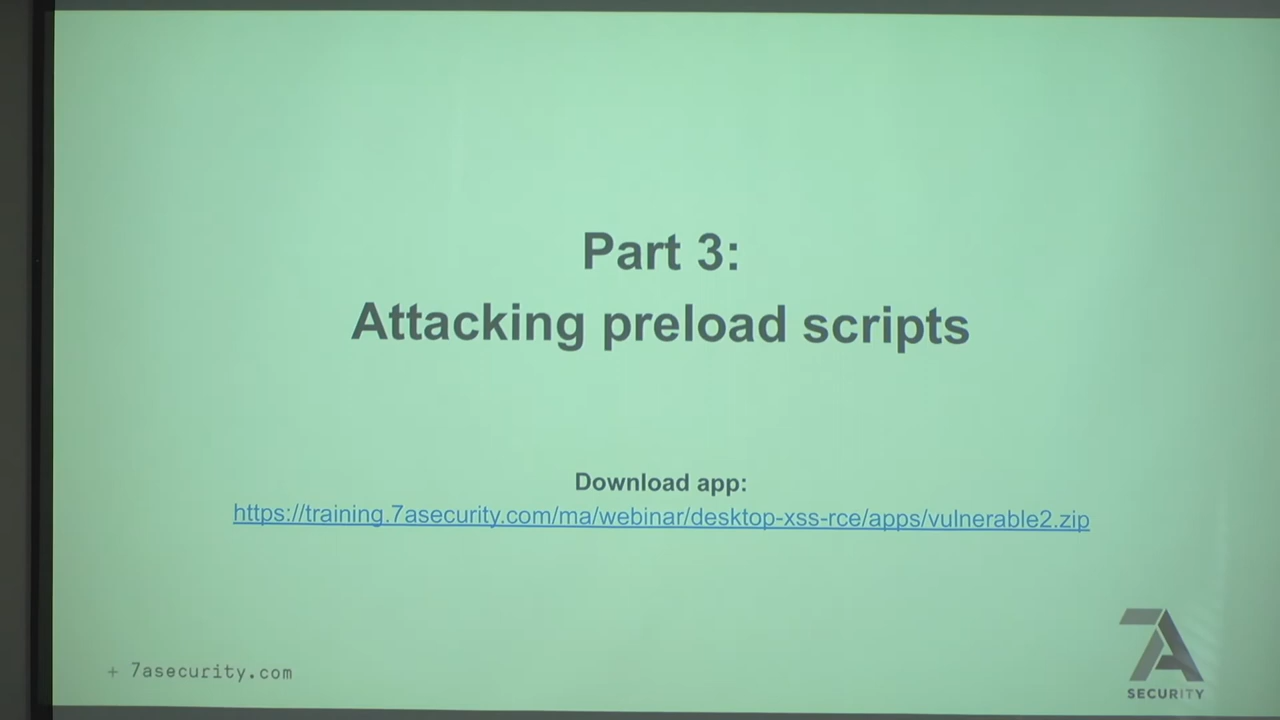 Part 3:
Attacking preload scripts
Download app:
https://training.7asecurity.com/ma/webinar/desktop-xss-rce/apps/vulnerable2.zip
+ 7asecurity.com
7A
SECURITY